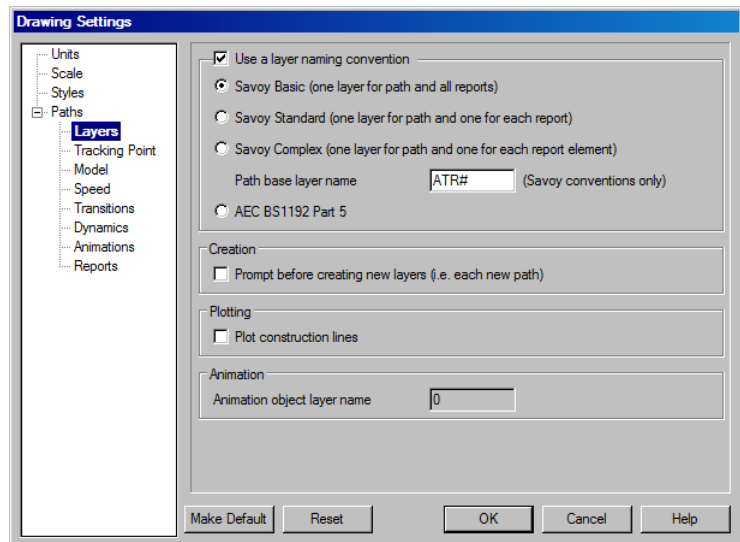 Drawing Settings
Units
Scale
Styles
Paths
Layers
Tracking Point
Model
Speed
Transitions
Dynamics
Animations
Reports
Use a layer naming convention
Savoy Basic (one layer for path and all reports)
Savoy Standard (one layer for path and one for each report)
Savoy Complex (one layer for path and one for each report element)
Path base layer name ATR# (Savoy conventions only)
AEC BS1192 Part 5
Creation
Prompt before creating new layers (i.e. each new path)
Plotting
Plot construction lines
Animation
Animation object layer name 0
Make Default Reset OK Cancel Help